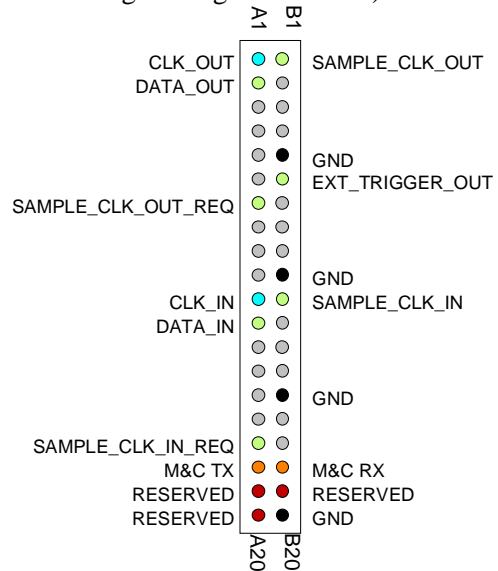 A1 B1
CLK_OUT SAMPLE_CLK_OUT
DATA_OUT
GND
EXT_TRIGGER_OUT
SAMPLE_CLK_OUT_REQ
GND
CLK_IN SAMPLE_CLK_IN
DATA_IN
GND
SAMPLE_CLK_IN_REQ
M&C TX M&C RX
RESERVED RESERVED
RESERVED GND
A20 B20